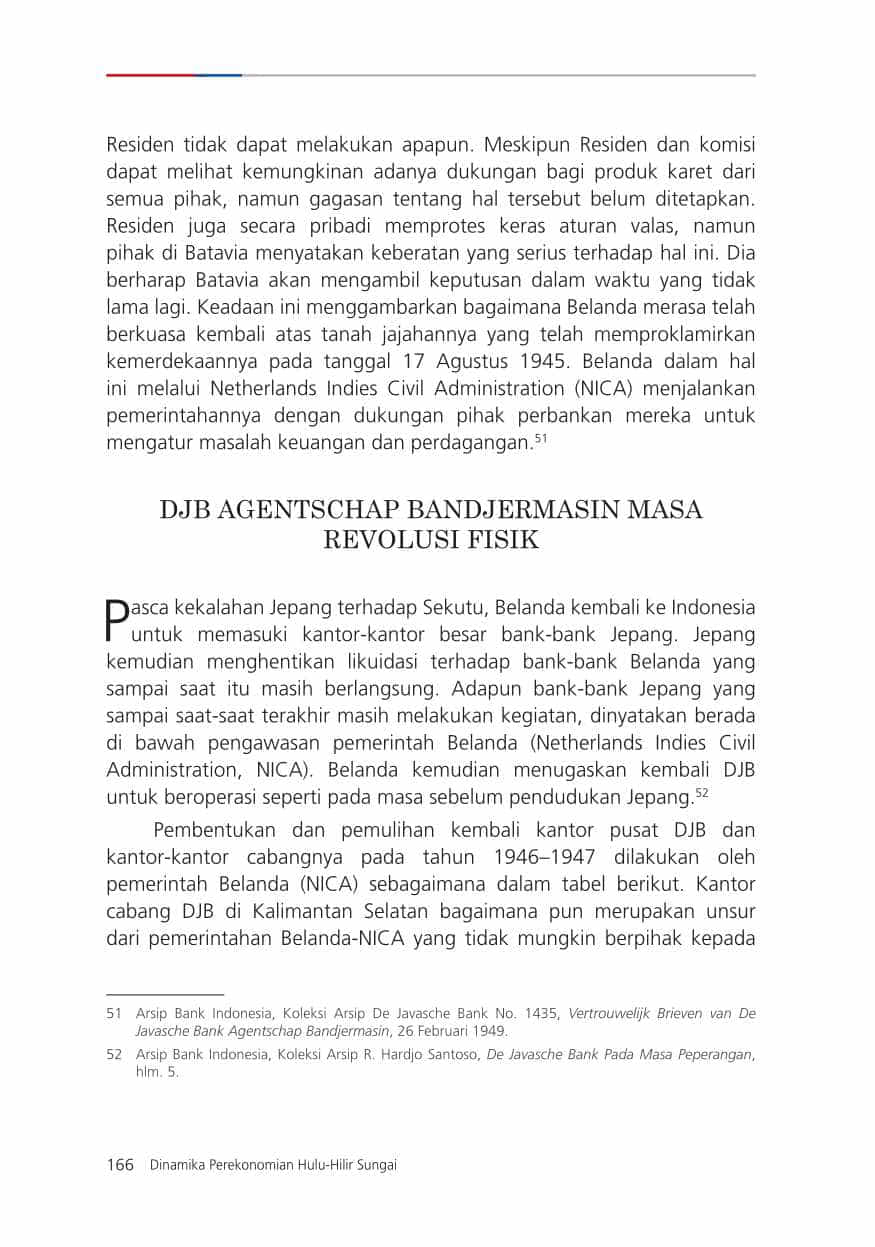 Residen tidak dapat melakukan apapun. Meskipun Residen dan komisi
dapat melihat kemungkinan adanya dukungan bagi produk karet dari
semua pihak, namun gagasan tentang hal tersebut belum ditetapkan.
Residen juga secara pribadi memprotes keras aturan valas, namun
pihak di Batavia menyatakan keberatan yang serius terhadap hal ini. Dia
berharap Batavia akan mengambil keputusan dalam waktu yang tidak
lama lagi. Keadaan ini menggambarkan bagaimana Belanda merasa telah
berkuasa kembali atas tanah jajahannya yang telah memproklamirkan
kemerdekaannya pada tanggal 17 Agustus 1945. Belanda dalam hal
ini melalui Netherlands Indies Civil Administration (NICA) menjalankan
pemerintahannya dengan dukungan pihak perbankan mereka untuk
mengatur masalah keuangan dan perdagangan.51
DJB AGENTSCHAP BANDJERMASIN MASA
REVOLUSI FISIK
Pasca kekalahan Jepang terhadap Sekutu, Belanda kembali ke Indonesia
untuk memasuki kantor-kantor besar bank-bank Jepang. Jepang
kemudian menghentikan likuidasi terhadap bank-bank Belanda yang
sampai saat itu masih berlangsung. Adapun bank-bank Jepang yang
sampai saat-saat terakhir masih melakukan kegiatan, dinyatakan berada
di bawah pengawasan pemerintah Belanda (Netherlands Indies Civil
Administration, NICA). Belanda kemudian menugaskan kembali DJB
untuk beroperasi seperti pada masa sebelum pendudukan Jepang.52
Pembentukan dan pemulihan kembali kantor pusat DJB dan
kantor-kantor cabangnya pada tahun 1946–1947 dilakukan oleh
pemerintah Belanda (NICA) sebagaimana dalam tabel berikut. Kantor
cabang DJB di Kalimantan Selatan bagaimana pun merupakan unsur
dari pemerintahan Belanda-NICA yang tidak mungkin berpihak kepada
51 Arsip Bank Indonesia, Koleksi Arsip De Javasche Bank No. 1435, Vertrouwelijk Brieven van De
Javasche Bank Agentschap Bandjermasin, 26 Februari 1949.
52 Arsip Bank Indonesia, Koleksi Arsip R. Hardjo Santoso, De Javasche Bank Pada Masa Peperangan,
hlm. 5.
166 Dinamika Perekonomian Hulu-Hilir Sungai